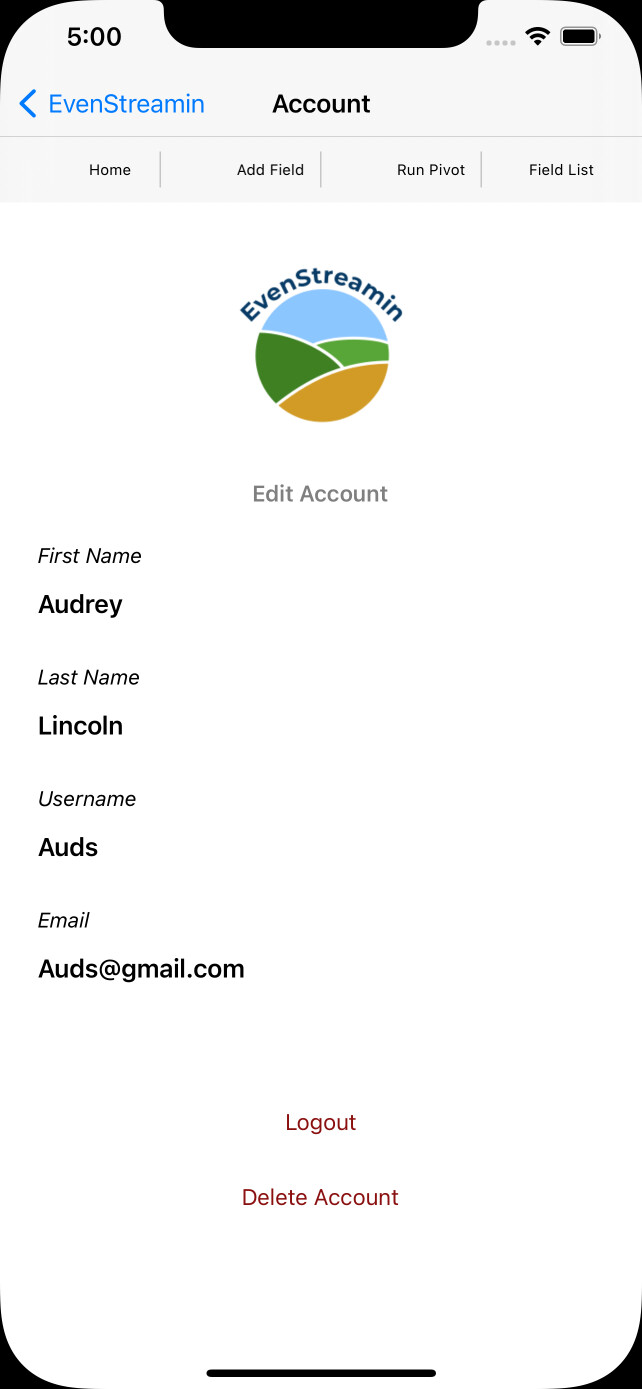 5:00
EvenStreamin
Account
Home
Add Field
Run Pivot
Field List
EvenStreamin
Edit Account
First Name
Audrey
Last Name
Lincoln
Username
Auds
Email
Auds@gmail.com
Logout
Delete Account